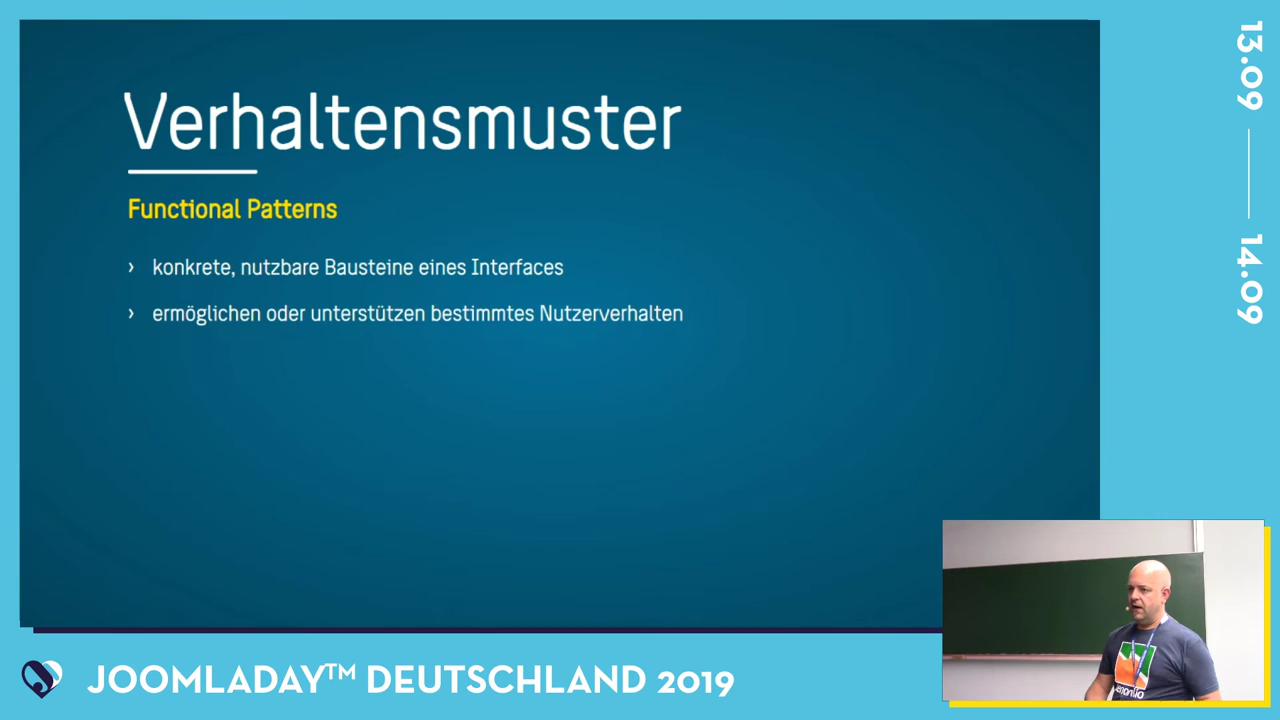 Verhaltensmuster
Functional Patterns
› konkrete, nutzbare Bausteine eines Interfaces
› ermöglichen oder unterstützen bestimmtes Nutzerverhalten
13.09
14.09
JOOMLADAY™ DEUTSCHLAND 2019